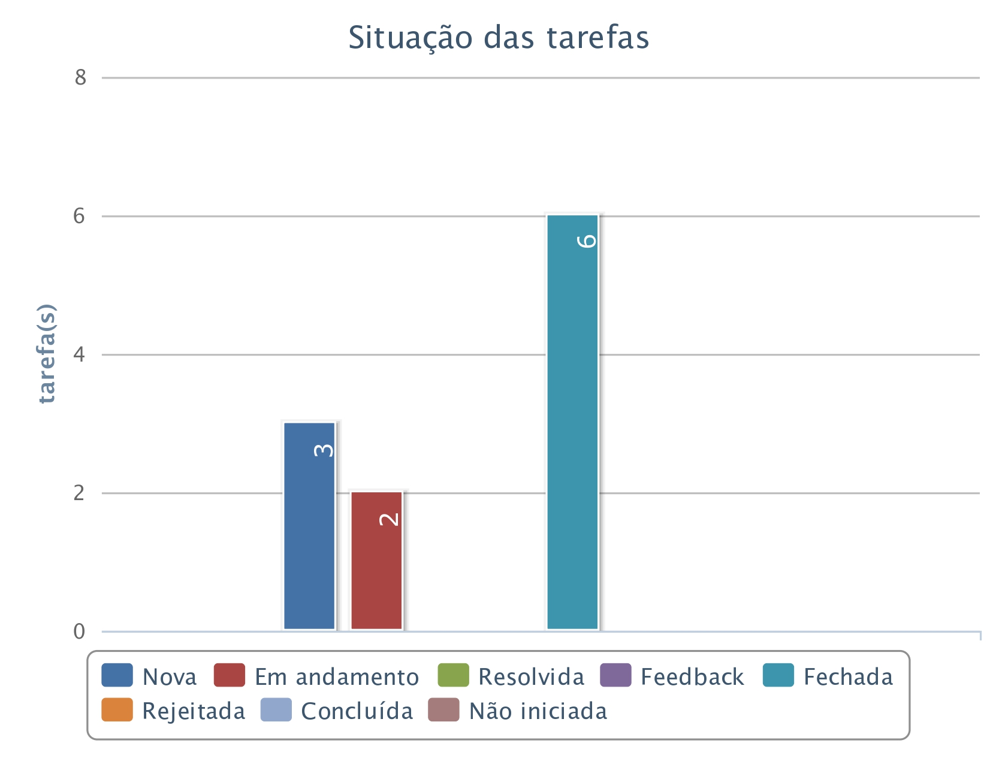 Situação das tarefas
8
6
4
2
0
tarefa(s)
3
2
6
Nova Em andamento Resolvida Feedback Fechada
Rejeitada Concluída Não iniciada